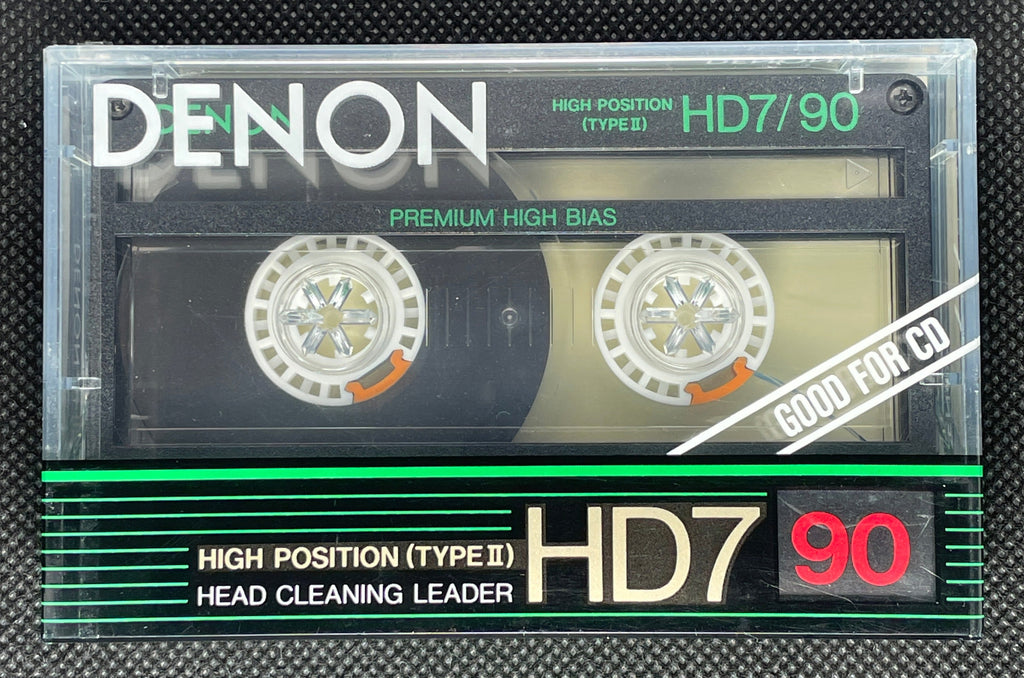 DENON
DENON
HIGH POSITION
(TYPE II)
HD7/90
PREMIUM HIGH BIAS
GOOD FOR CD
HIGH POSITION (TYPE II)
HEAD CLEANING LEADER
HD7
90